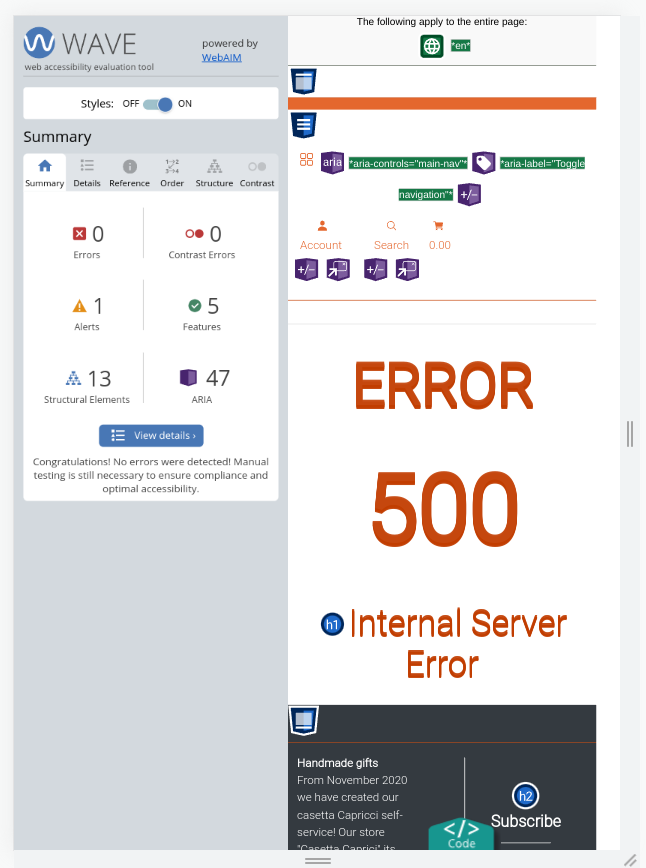 WAVE
web accessibility evaluation tool
powered by
WebAIM
Styles: OFF ON
Summary
Summary Details Reference Order Structure Contrast
0
Errors
0
Contrast Errors
1
Alerts
5
Features
13
Structural Elements
47
ARIA
View details ›
Congratulations! No errors were detected! Manual
testing is still necessary to ensure compliance and
optimal accessibility.
The following apply to the entire page:
*en*
aria *aria-controls="main-nav"* *aria-label="Toggle
navigation"* +/-
Account Search 0.00
+/- +/-
ERROR
500
h1 Internal Server
Error
Handmade gifts
From November 2020
we have created our
casetta Capricci self-
service! Our store
"Casetta Capricci" its
h2
Subscribe
</>
Code